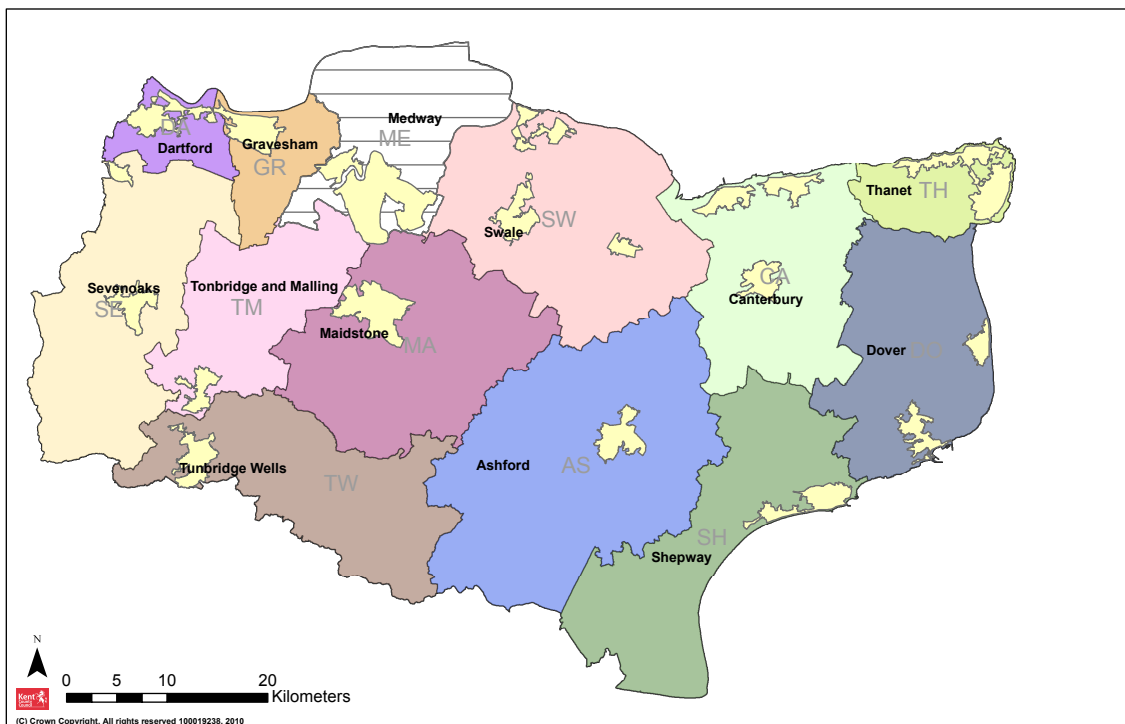 Medway
ME
DA
Dartford
Gravesham
GR
Thanet
TH
SW
Swale
CA
Canterbury
Sevenoaks
SE
Tonbridge and Malling
TM
Maidstone
MA
Dover
DO
Ashford
AS
Tunbridge Wells
TW
SH
Shepway
N
0 5 10 20
Kilometers
Kent
County
Council
(C) Crown Copyright. All rights reserved 100019238, 2010